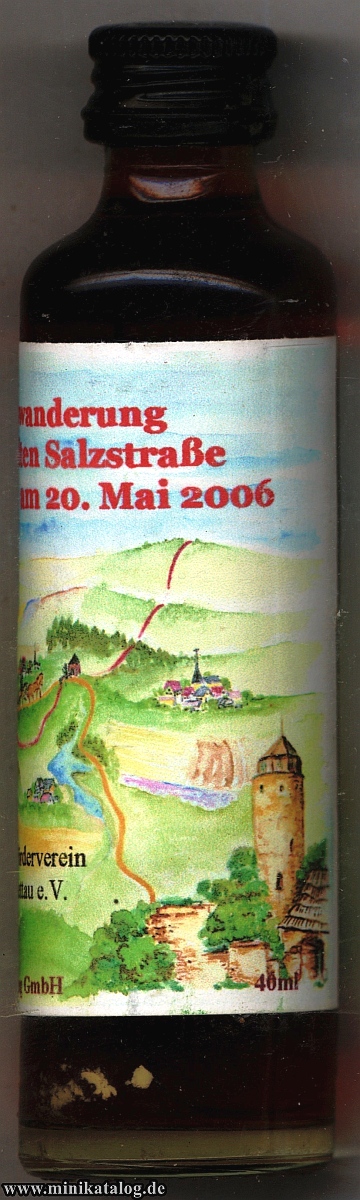 wanderung
ten Salzstraße
am 20. Mai 2006
rderverein
ttau e.V.
g GmbH
40ml
www.minikatalog.de